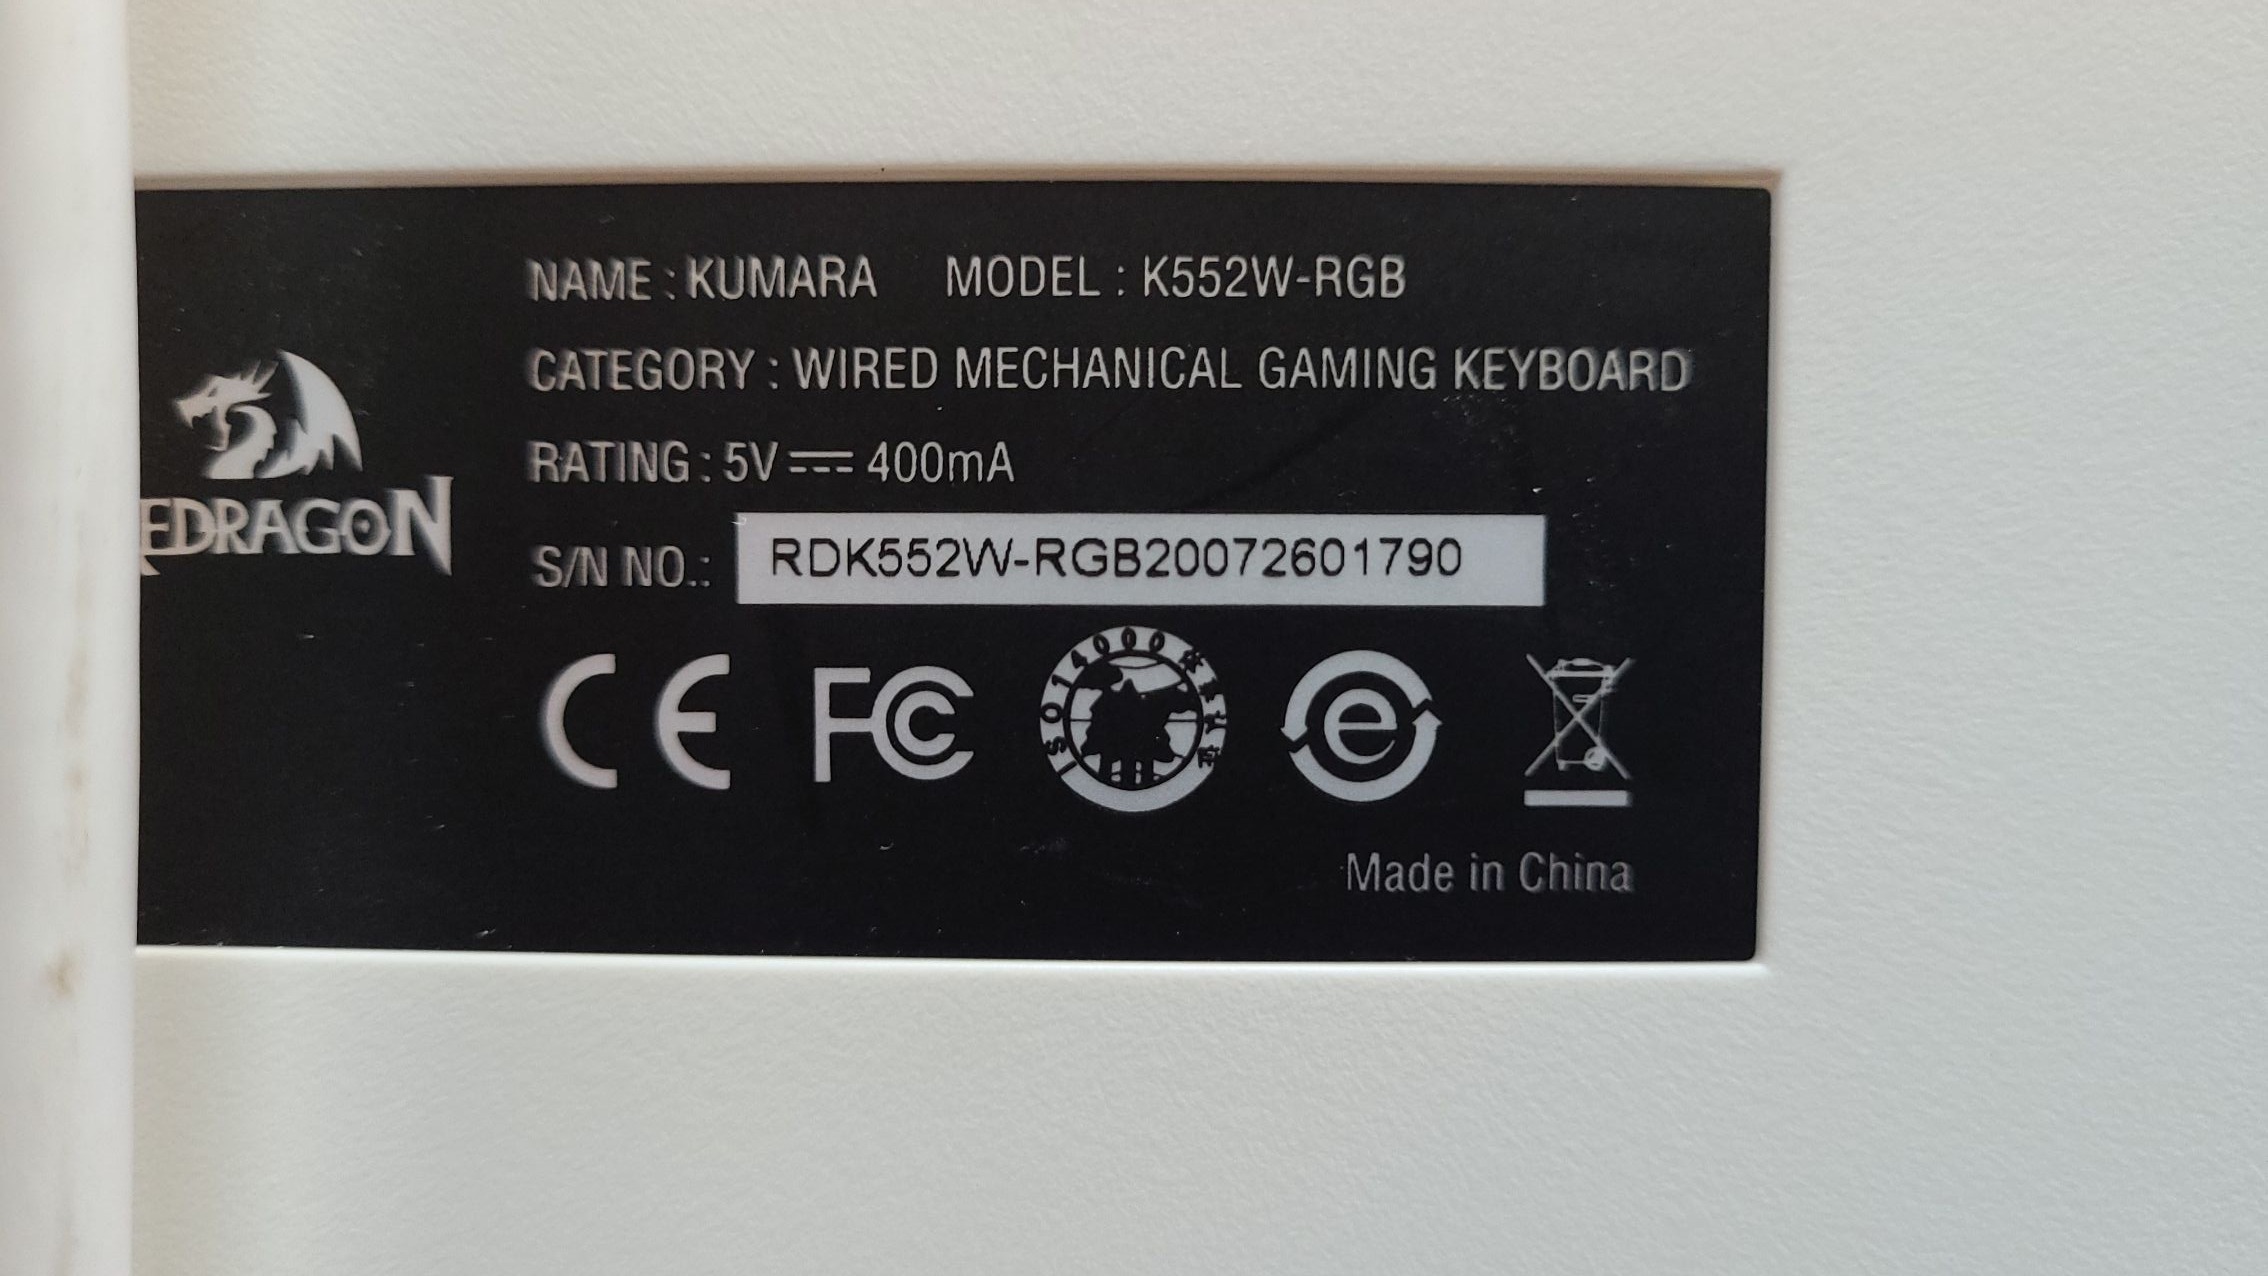 NAME : KUMARA MODEL : K552W-RGB
CATEGORY : WIRED MECHANICAL GAMING KEYBOARD
RATING : 5V 400mA
EDRAGON
S/N NO.: RDK552W-RGB20072601790
CE FC e
Made in China